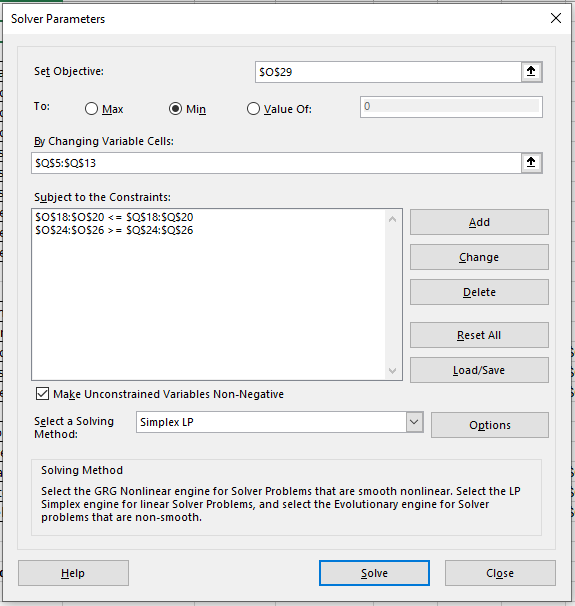 Solver Parameters
Set Objective:
$O$29
To:
Max
Min
Value Of:
0
By Changing Variable Cells:
$Q$5:$Q$13
Subject to the Constraints:
$O$18:$O$20 <= $Q$18:$Q$20
$O$24:$O$26 >= $Q$24:$Q$26
Add
Change
Delete
Reset All
Load/Save
Make Unconstrained Variables Non-Negative
Select a Solving
Method:
Simplex LP
Options
Solving Method
Select the GRG Nonlinear engine for Solver Problems that are smooth nonlinear. Select the LP
Simplex engine for linear Solver Problems, and select the Evolutionary engine for Solver
problems that are non-smooth.
Help
Solve
Close